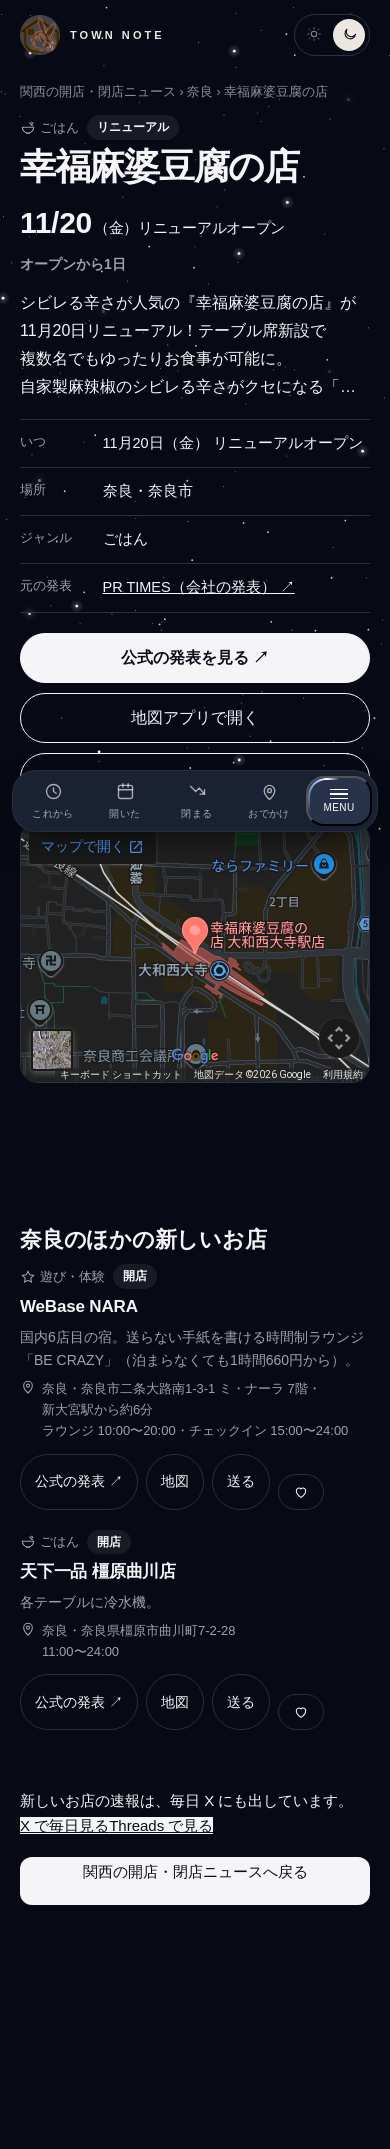 TOWN NOTE
関西の開店・閉店ニュース › 奈良 › 幸福麻婆豆腐の店
ごはん リニューアル
幸福麻婆豆腐の店
11/20（金）リニューアルオープン
オープンから1日
シビレる辛さが人気の『幸福麻婆豆腐の店』が
11月20日リニューアル！テーブル席新設で
複数名でもゆったりお食事が可能に。
自家製麻辣椒のシビレる辛さがクセになる「…
いつ 11月20日（金） リニューアルオープン
場所 奈良・奈良市
ジャンル ごはん
元の発表 PR TIMES（会社の発表） ↗
公式の発表を見る ↗
地図アプリで開く
これから 開いた 閉まる おでかけ MENU
マップで開く
ならファミリー
2丁目
幸福麻婆豆腐の
店 大和西大寺駅店
大和西大寺
奈良商工会議所
Google
キーボード ショートカット 地図データ ©2026 Google 利用規約
奈良のほかの新しいお店
遊び・体験 開店
WeBase NARA
国内6店目の宿。送らない手紙を書ける時間制ラウンジ
「BE CRAZY」（泊まらなくても1時間660円から）。
奈良・奈良市二条大路南1-3-1 ミ・ナーラ 7階・
新大宮駅から約6分
ラウンジ 10:00〜20:00・チェックイン 15:00〜24:00
公式の発表 ↗ 地図 送る
ごはん 開店
天下一品 橿原曲川店
各テーブルに冷水機。
奈良・奈良県橿原市曲川町7-2-28
11:00〜24:00
公式の発表 ↗ 地図 送る
新しいお店の速報は、毎日 X にも出しています。
X で毎日見るThreads で見る
関西の開店・閉店ニュースへ戻る